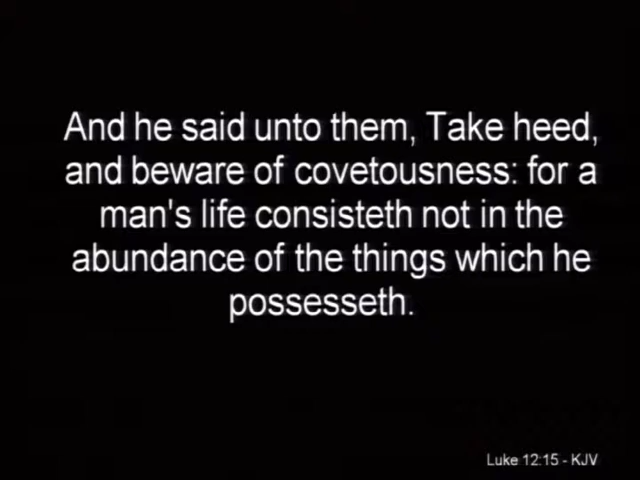 And he said unto them, Take heed,
and beware of covetousness: for a
man's life consisteth not in the
abundance of the things which he
possesseth.
Luke 12:15 - KJV